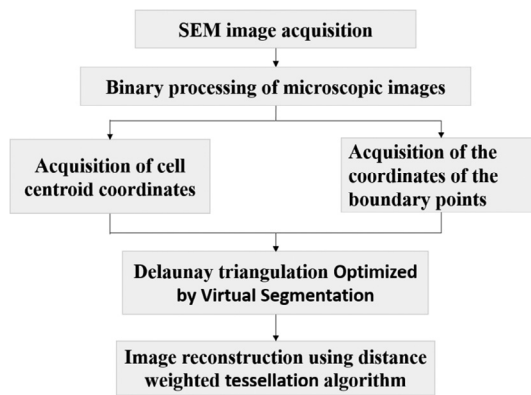 SEM image acquisition
Binary processing of microscopic images
Acquisition of cell
centroid coordinates
Acquisition of the
coordinates of the
boundary points
Delaunay triangulation Optimized
by Virtual Segmentation
Image reconstruction using distance
weighted tessellation algorithm